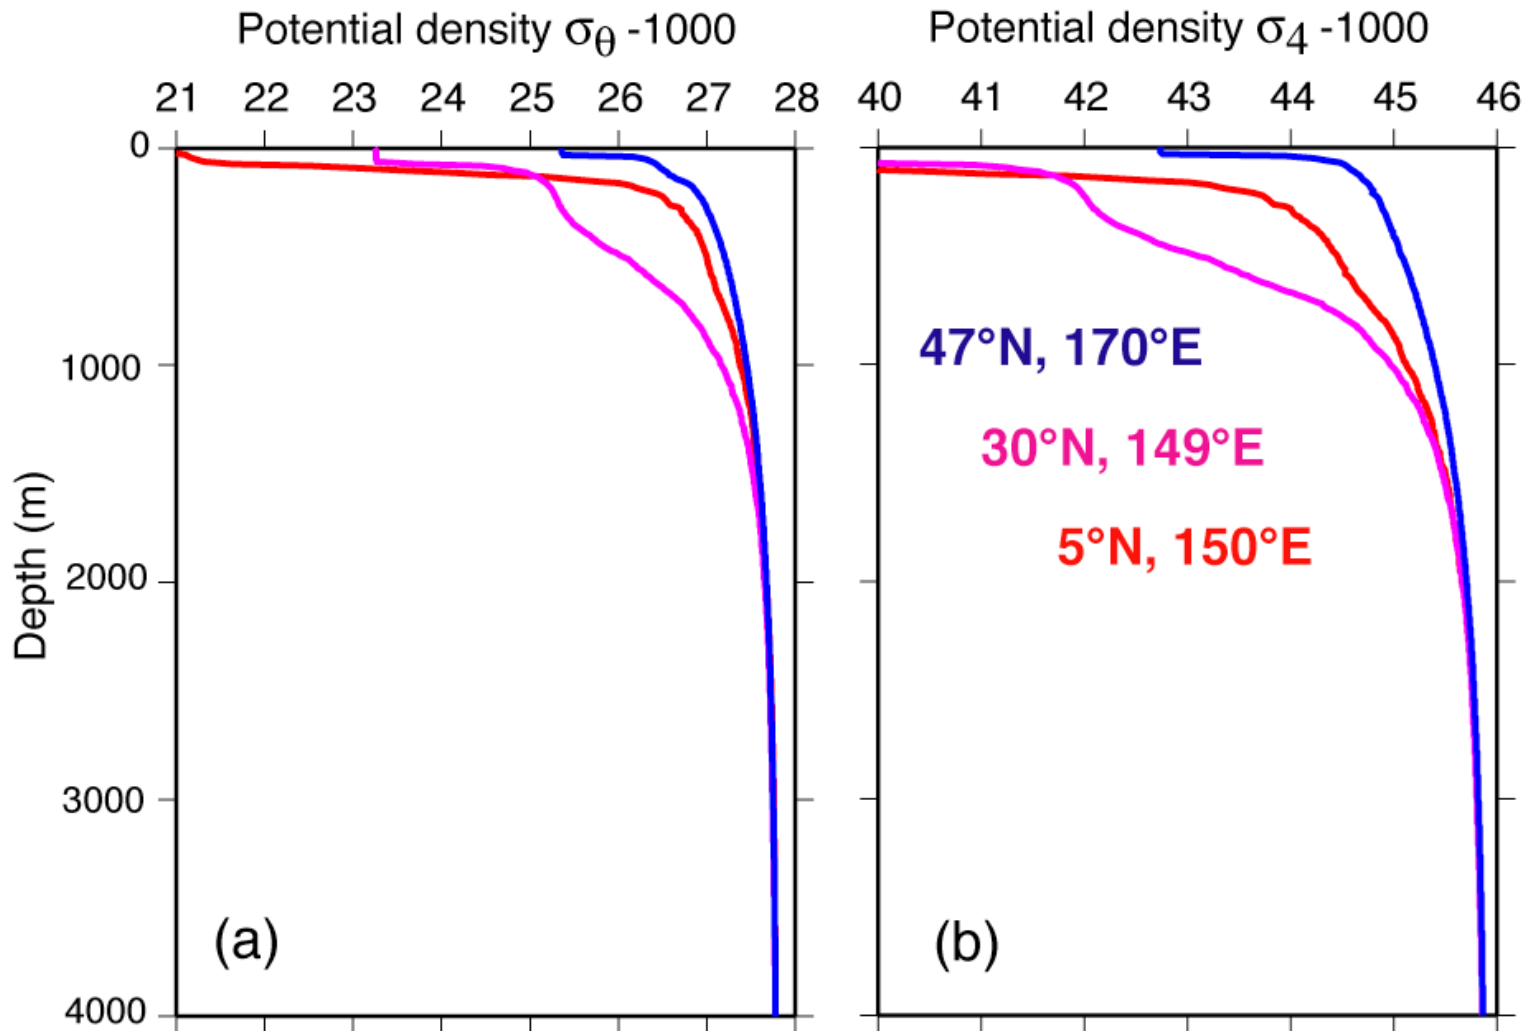 Potential density σθ -1000
21 22 23 24 25 26 27 28
0
1000
2000
3000
4000
Depth (m)
(a)
Potential density σ4 -1000
40 41 42 43 44 45 46
47°N, 170°E
30°N, 149°E
5°N, 150°E
(b)